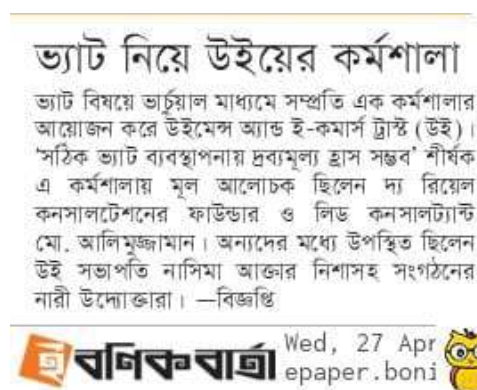 ভ্যাট নিয়ে উইয়ের কর্মশালা
ভ্যাট বিষয়ে ভার্চুয়াল মাধ্যমে সম্প্রতি এক কর্মশালার
আয়োজন করে উইমেন্স অ্যান্ড ই-কমার্স ট্রাস্ট (উই)।
‘সঠিক ভ্যাট ব্যবস্থাপনায় দ্রব্যমূল্য হ্রাস সম্ভব’ শীর্ষক
এ কর্মশালায় মূল আলোচক ছিলেন দ্য রিয়েল
কনসালটেশনের ফাউন্ডার ও লিড কনসালট্যান্ট
মো. আলিমুজ্জামান। অন্যদের মধ্যে উপস্থিত ছিলেন
উই সভাপতি নাসিমা আক্তার নিশাসহ সংগঠনের
নারী উদ্যোক্তারা। —বিজ্ঞপ্তি
বণিক বার্তা
Wed, 27 Apr
epaper.boni